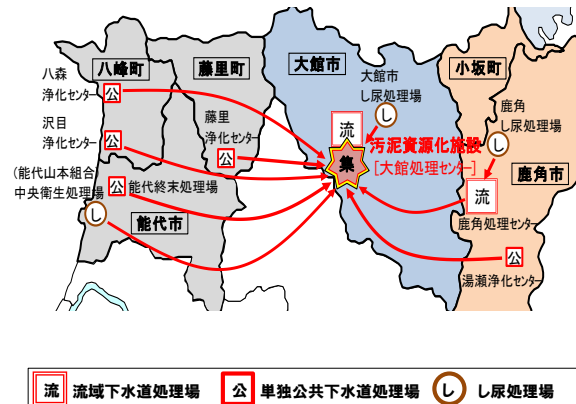 八峰町
藤里町
大館市
小坂町
八森
浄化センター
公
沢目
浄化センター
公
藤里
浄化センター
公
大館市
し尿処理場
し
流
集
汚泥資源化施設
[大館処理センター]
鹿角
し尿処理場
し
鹿角市
流
鹿角処理センター
公
湯瀬浄化センター
(能代山本組合)
中央衛生処理場
し
公
能代終末処理場
能代市
流 流域下水道処理場 公 単独公共下水道処理場 し し尿処理場